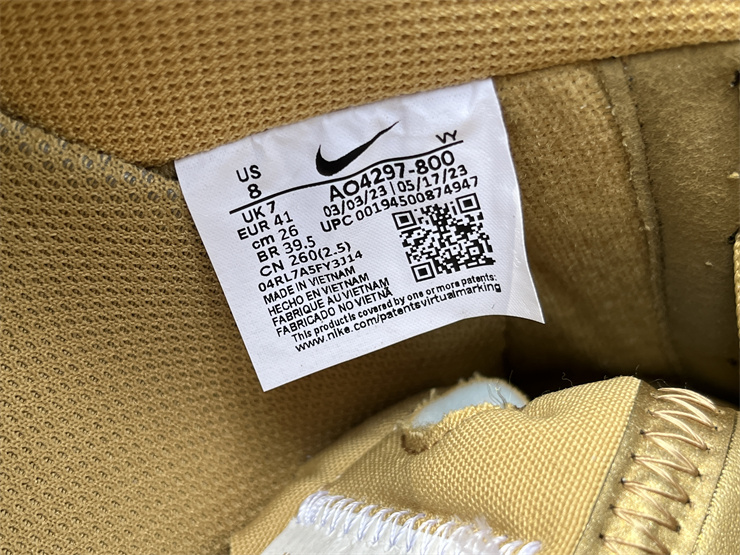 US
8
VY
AO4297-800
UK 7
03/03/23 | 05/17/23
EUR 41
UPC 00194500874947
cm 26
BR 39.5
CN 260(2.5)
04RL7A5FY3J14
MADE IN VIETNAM
HECHO EN VIETNAM
FABRIQUE AU VIETNAM
FABRICADO NO VIETNÃ
This product is covered by one or more patents:
www.nike.com/patentsvirtualmarking